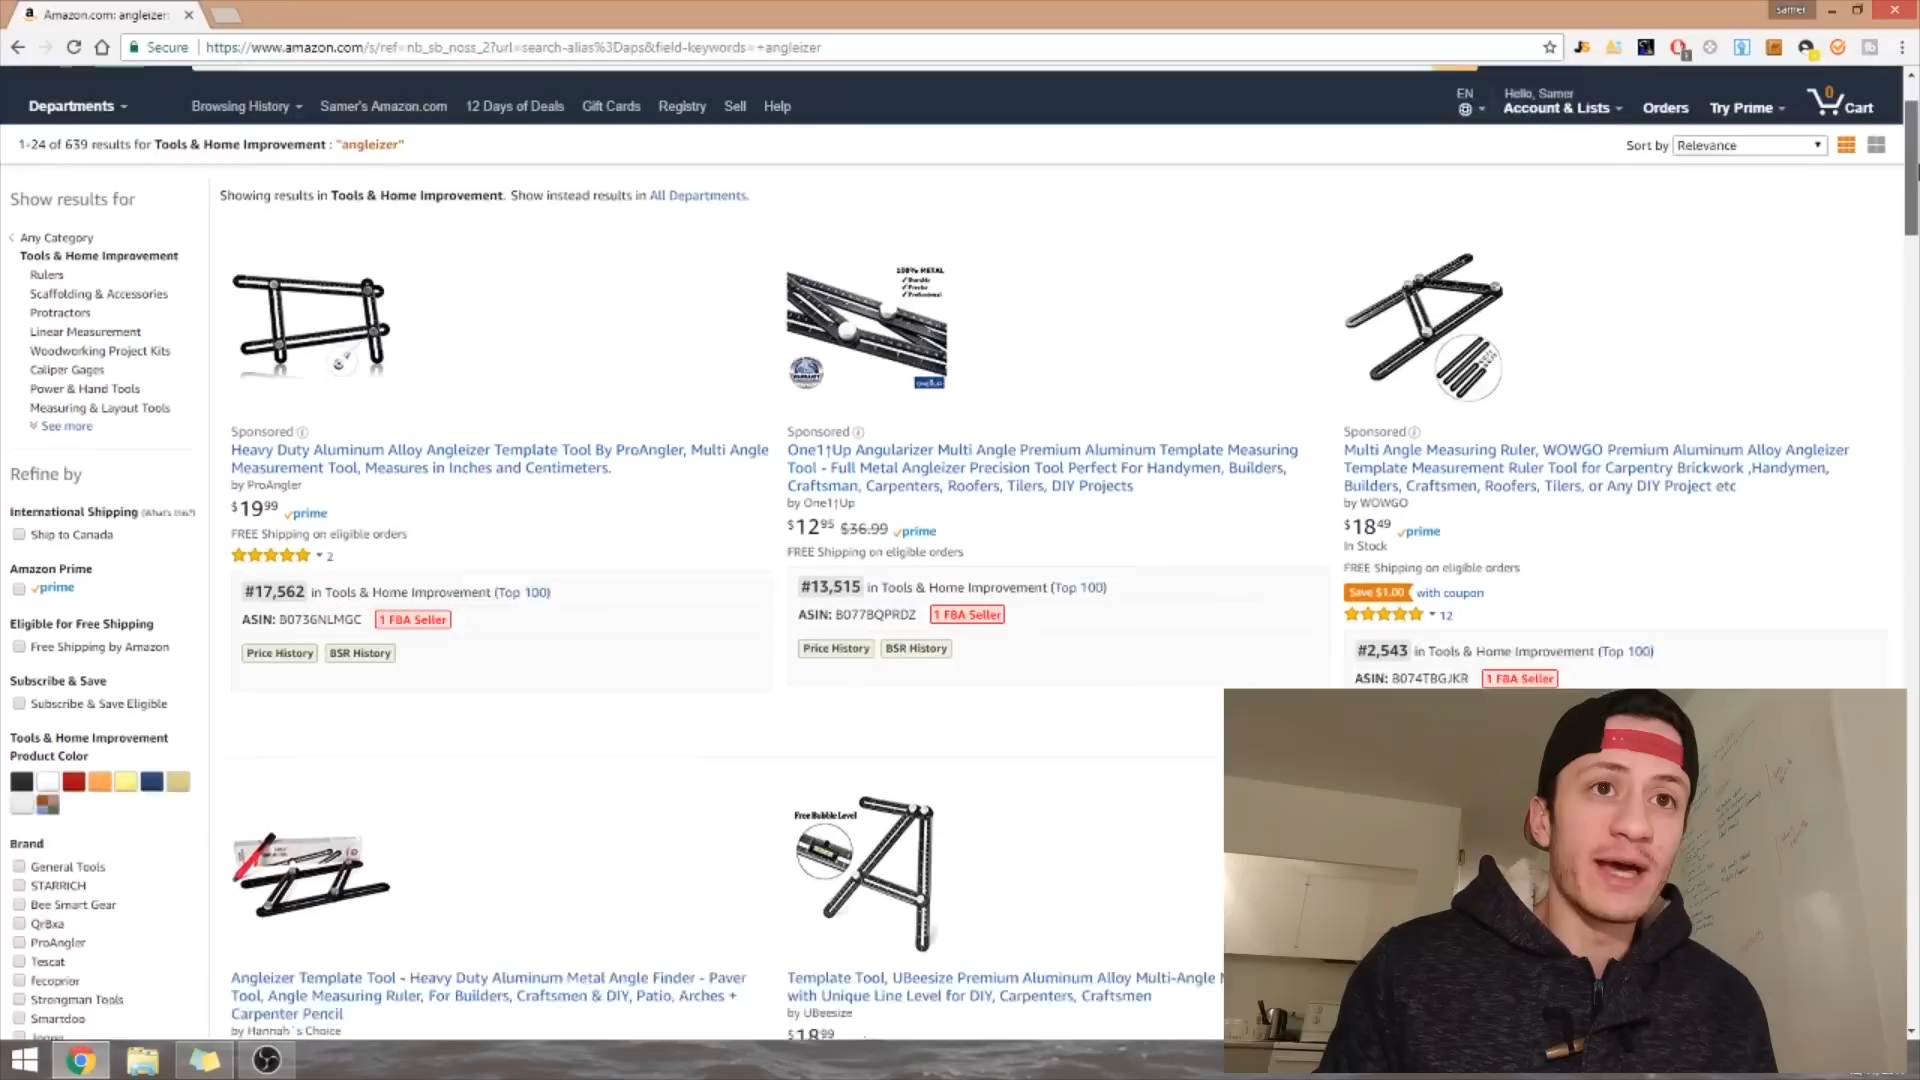 Amazon.com: angleizer:
samer
Secure
https://www.amazon.com/s/ref=nb_sb_noss_2?url=search-alias%3Daps&field-keywords=+angleizer
Departments
Browsing History
Samer's Amazon.com
12 Days of Deals
Gift Cards
Registry
Sell
Help
EN
Hello, Samer
Account & Lists
Orders
Try Prime
0
Cart
1-24 of 639 results for Tools & Home Improvement : "angleizer"
Sort by
Relevance
Show results for
Any Category
Tools & Home Improvement
Rulers
Scaffolding & Accessories
Protractors
Linear Measurement
Woodworking Project Kits
Caliper Gages
Power & Hand Tools
Measuring & Layout Tools
See more
Refine by
International Shipping (What's this?)
Ship to Canada
Amazon Prime
prime
Eligible for Free Shipping
Free Shipping by Amazon
Subscribe & Save
Subscribe & Save Eligible
Tools & Home Improvement
Product Color
Brand
General Tools
STARRICH
Bee Smart Gear
QrBxa
ProAngler
Tescat
fecoprior
Strongman Tools
Smartdoo
Showing results in Tools & Home Improvement. Show instead results in All Departments.
Sponsored
Heavy Duty Aluminum Alloy Angleizer Template Tool By ProAngler, Multi Angle
Measurement Tool, Measures in Inches and Centimeters.
by ProAngler
$19 99 prime
FREE Shipping on eligible orders
2
#17,562 in Tools & Home Improvement (Top 100)
ASIN: B0736NLMGC 1 FBA Seller
Price History BSR History
100% METAL
Durable
Precise
Professional
Sponsored
One1↑Up Angularizer Multi Angle Premium Aluminum Template Measuring
Tool - Full Metal Angleizer Precision Tool Perfect For Handymen, Builders,
Craftsman, Carpenters, Roofers, Tilers, DIY Projects
by One1↑Up
$12 95 $36.99 prime
FREE Shipping on eligible orders
#13,515 in Tools & Home Improvement (Top 100)
ASIN: B077BQPRDZ 1 FBA Seller
Price History BSR History
Sponsored
Multi Angle Measuring Ruler, WOWGO Premium Aluminum Alloy Angleizer
Template Measurement Ruler Tool for Carpentry Brickwork ,Handymen,
Builders, Craftsmen, Roofers, Tilers, or Any DIY Project etc
by WOWGO
$18 49 prime
In Stock
FREE Shipping on eligible orders
Save $1.00 with coupon
12
#2,543 in Tools & Home Improvement (Top 100)
ASIN: B074TBGJKR 1 FBA Seller
Angleizer Template Tool - Heavy Duty Aluminum Metal Angle Finder - Paver
Tool, Angle Measuring Ruler, For Builders, Craftsmen & DIY, Patio, Arches +
Carpenter Pencil
by Hannah`s Choice
Free Bubble Level
Template Tool, UBeesize Premium Aluminum Alloy Multi-Angle
with Unique Line Level for DIY, Carpenters, Craftsmen
by UBeesize
$18 99